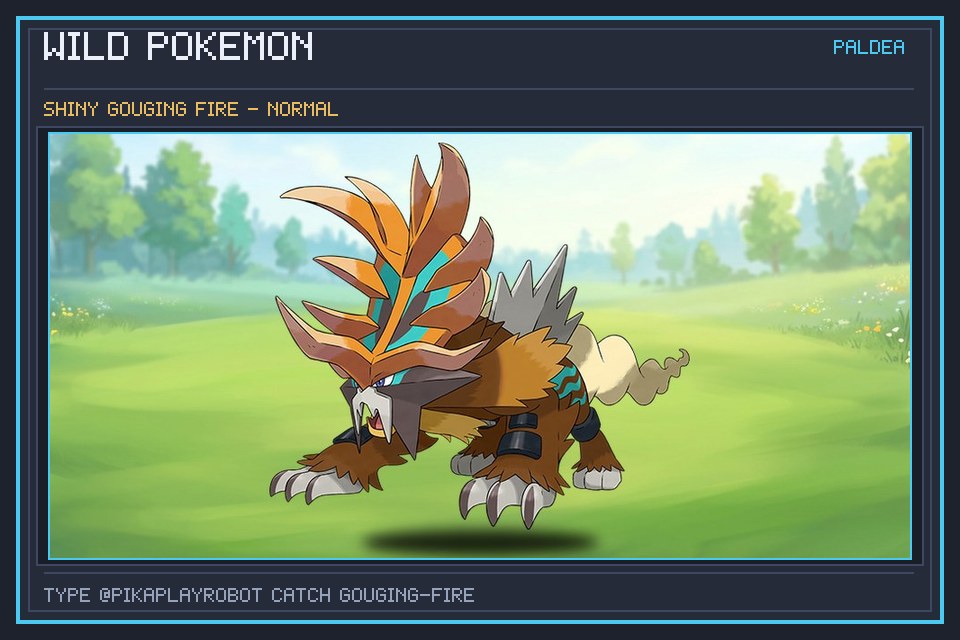 WILD POKEMON
PALDEA
SHINY GOUGING FIRE - NORMAL
TYPE @PIKAPLAYROBOT CATCH GOUGING-FIRE